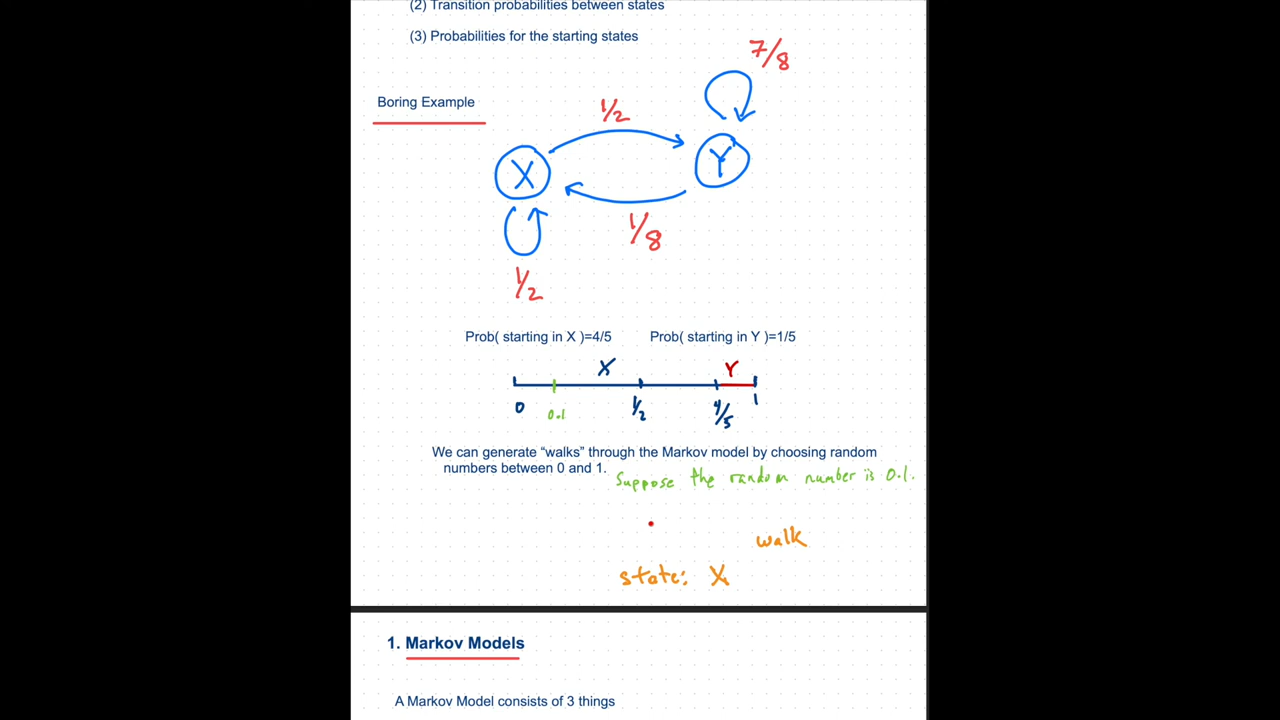 (2) Transition probabilities between states
(3) Probabilities for the starting states
7/8
Boring Example
1/2
X
Y
1/8
1/2
Prob( starting in X )=4/5 Prob( starting in Y )=1/5
X Y
0 0.1 1/2 4/5 1
We can generate “walks” through the Markov model by choosing random
numbers between 0 and 1.
Suppose the random number is 0.1.
walk
state: X
1. Markov Models
A Markov Model consists of 3 things